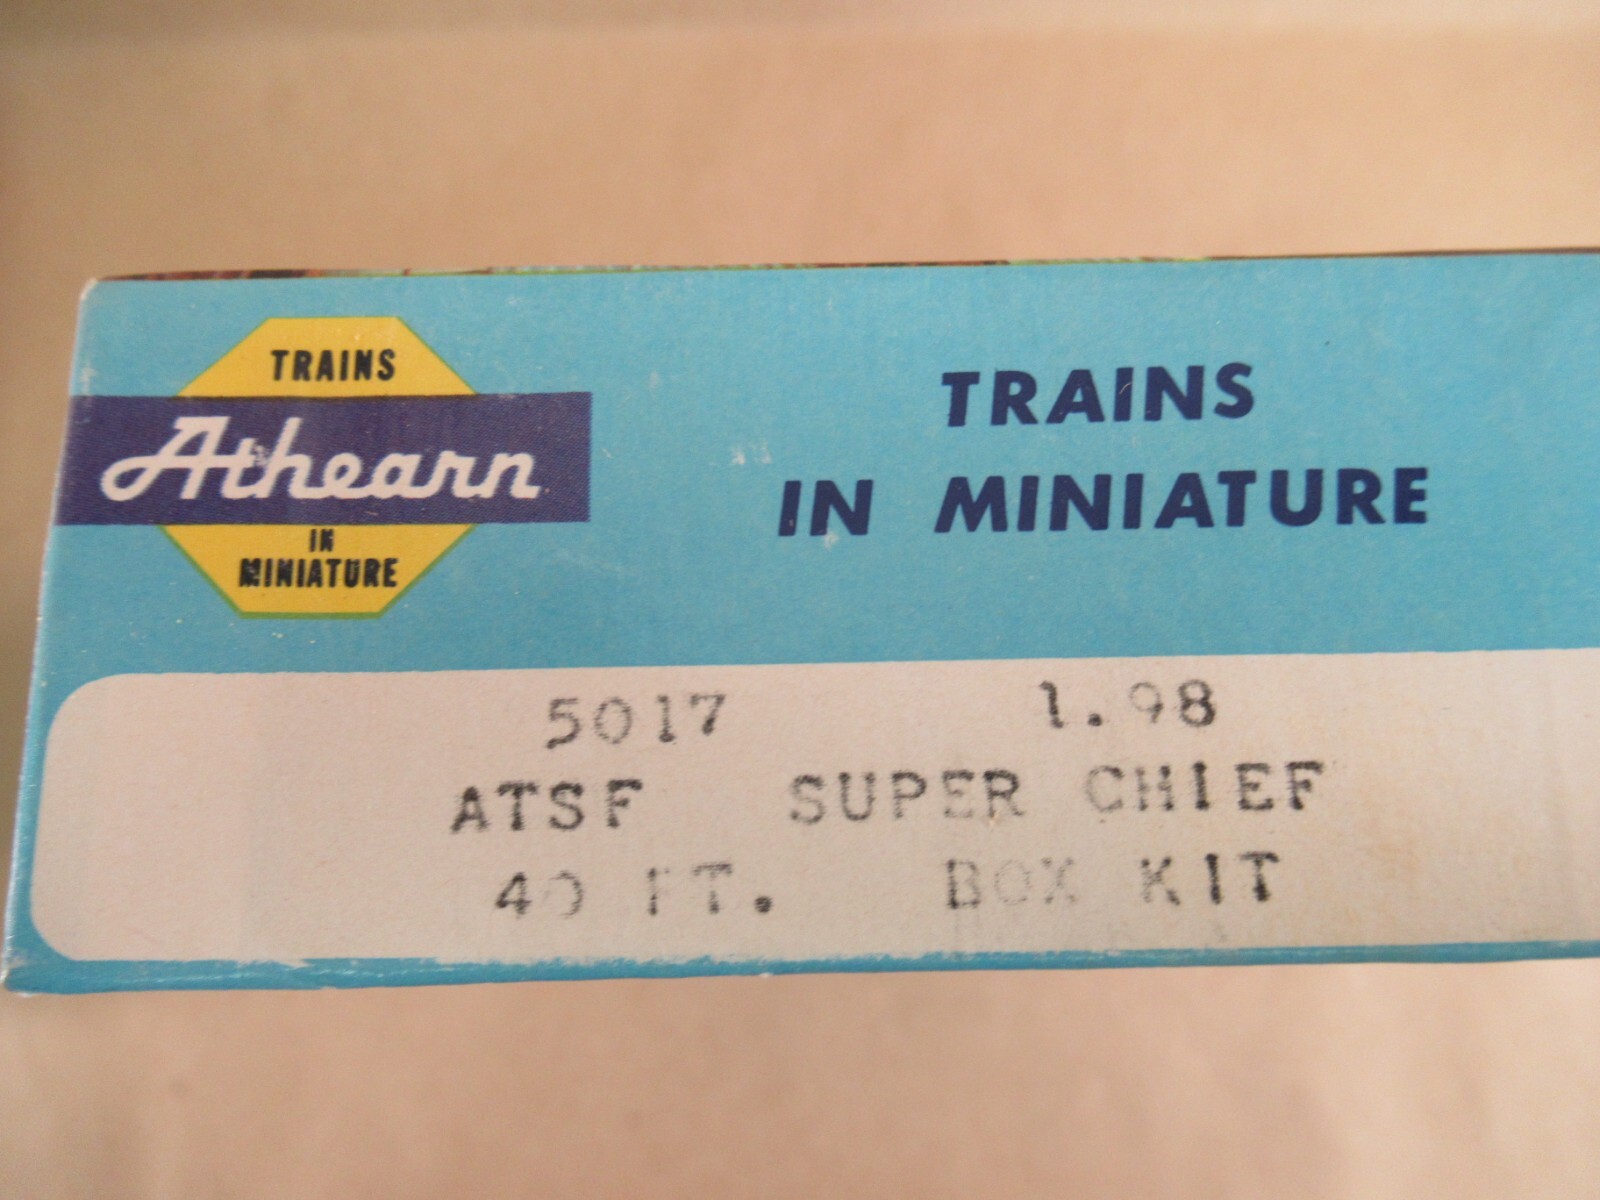 TRAINS
Athearn
IN
MINIATURE
TRAINS
IN MINIATURE
5017 1.98
ATSF SUPER CHIEF
40 FT. BOX KIT